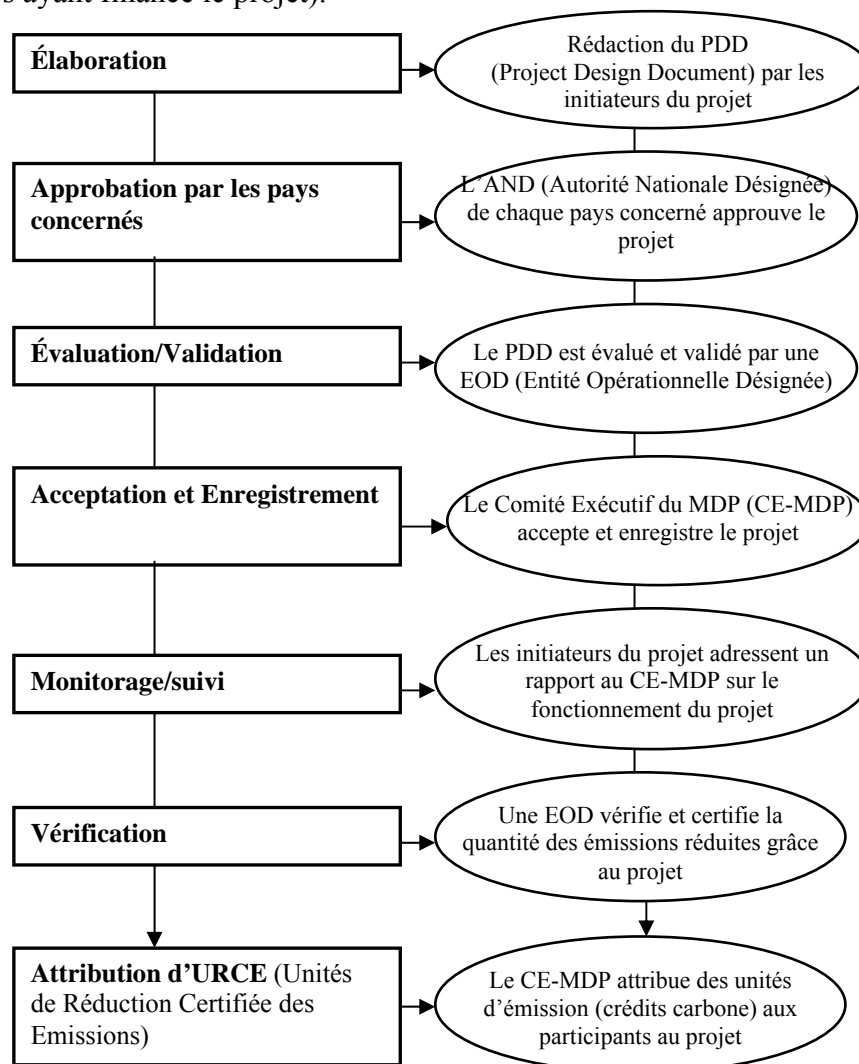 s ayant financé le projet).
Élaboration
Rédaction du PDD
(Project Design Document) par les
initiateurs du projet
Approbation par les pays
concernés
L´AND (Autorité Nationale Désignée)
de chaque pays concerné approuve le
projet
Évaluation/Validation
Le PDD est évalué et validé par une
EOD (Entité Opérationnelle Désignée)
Acceptation et Enregistrement
Le Comité Exécutif du MDP (CE-MDP)
accepte et enregistre le projet
Monitorage/suivi
Les initiateurs du projet adressent un
rapport au CE-MDP sur le
fonctionnement du projet
Vérification
Une EOD vérifie et certifie la
quantité des émissions réduites grâce
au projet
Attribution d’URCE (Unités
de Réduction Certifiée des
Emissions)
Le CE-MDP attribue des unités
d’émission (crédits carbone) aux
participants au projet